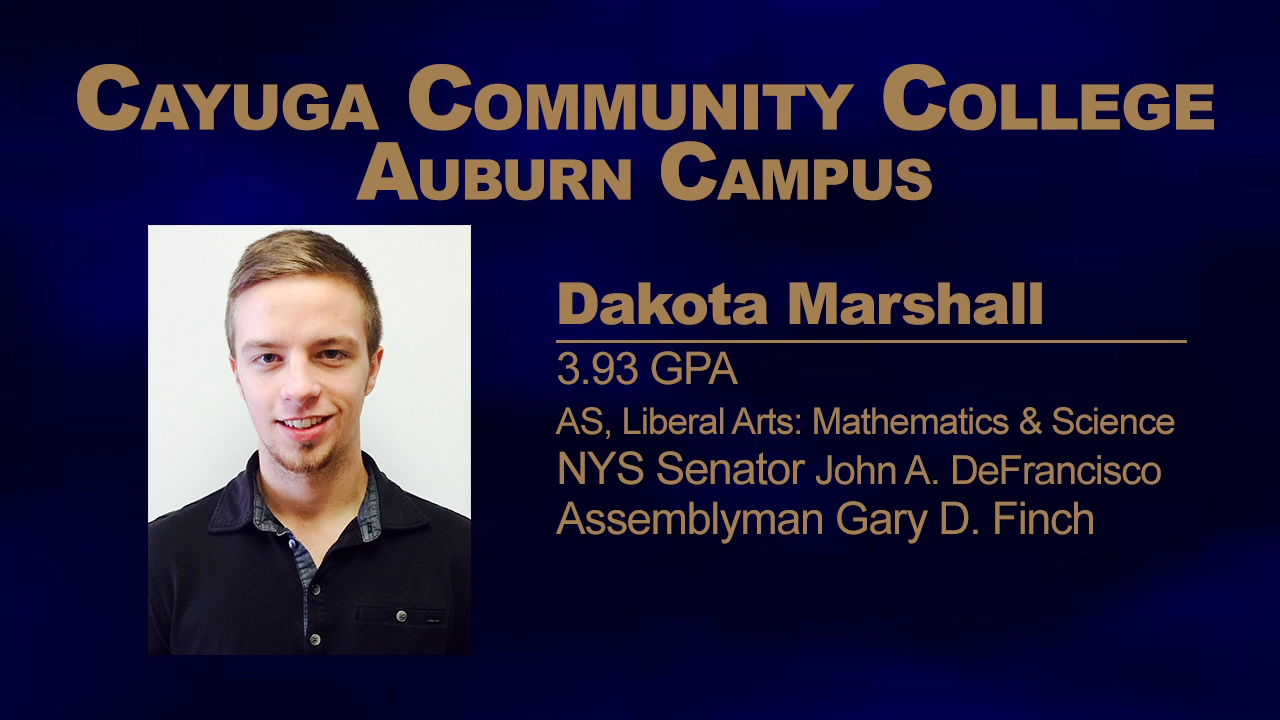 Cayuga Community College
Auburn Campus
Dakota Marshall
3.93 GPA
AS, Liberal Arts: Mathematics & Science
NYS Senator John A. DeFrancisco
Assemblyman Gary D. Finch